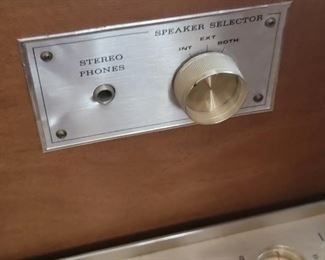 SPEAKER SELECTOR
EXT
INT BOTH
STEREO
PHONES